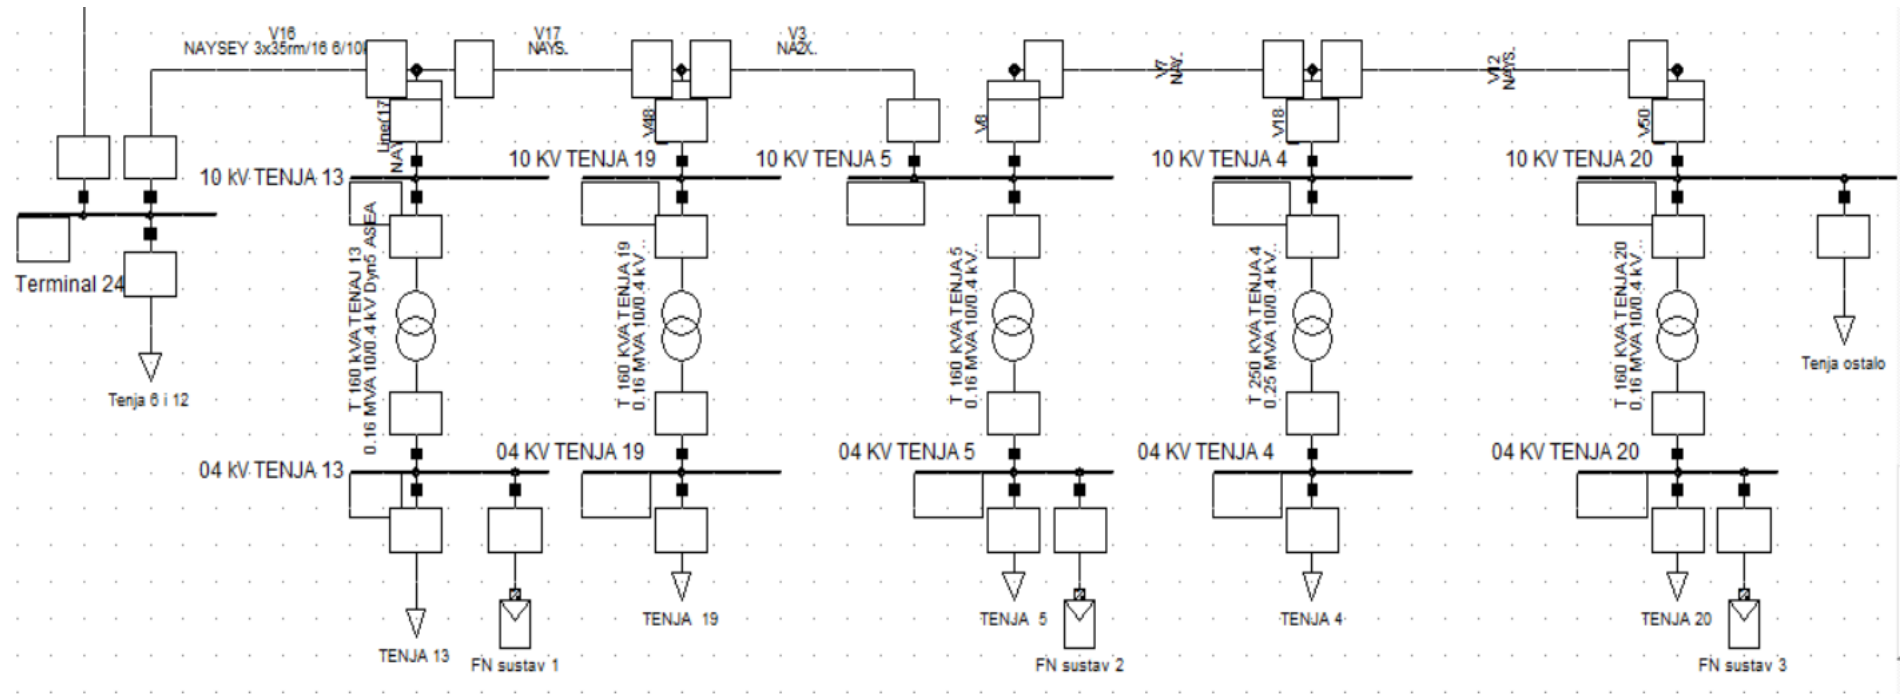 V16
NAYSEY 3x35rm/16 6/10k
V17
NAYS.
V3
NA2X..
V7
NAY.
V12
NAYS.
Line(17
NAY
V48
V6
V18
V50
10 kV TENJA 13
10 KV TENJA 19
10 KV TENJA 5
10 KV TENJA 4
10 KV TENJA 20
Terminal 24
Tenja 6 i 12
T 160 kVA TENAJ 13
0.16 MVA 10/0.4 kV Dyn5 ASEA
T 160 KVA TENJA 19
0.16 MVA 10/0.4 kV..
T 160 KVA TENJA 5
0.16 MVA 10/0.4 kV..
T 250 KVA TENJA 4
0.25 MVA 10/0.4 kV..
T 160 KVA TENJA 20
0.16 MVA 10/0.4 kV..
Tenja ostalo
04 kV TENJA 13
04 KV TENJA 19
04 KV TENJA 5
04 KV TENJA 4
04 KV TENJA 20
TENJA 13
FN sustav 1
TENJA 19
TENJA 5
FN sustav 2
TENJA 4
TENJA 20
FN sustav 3